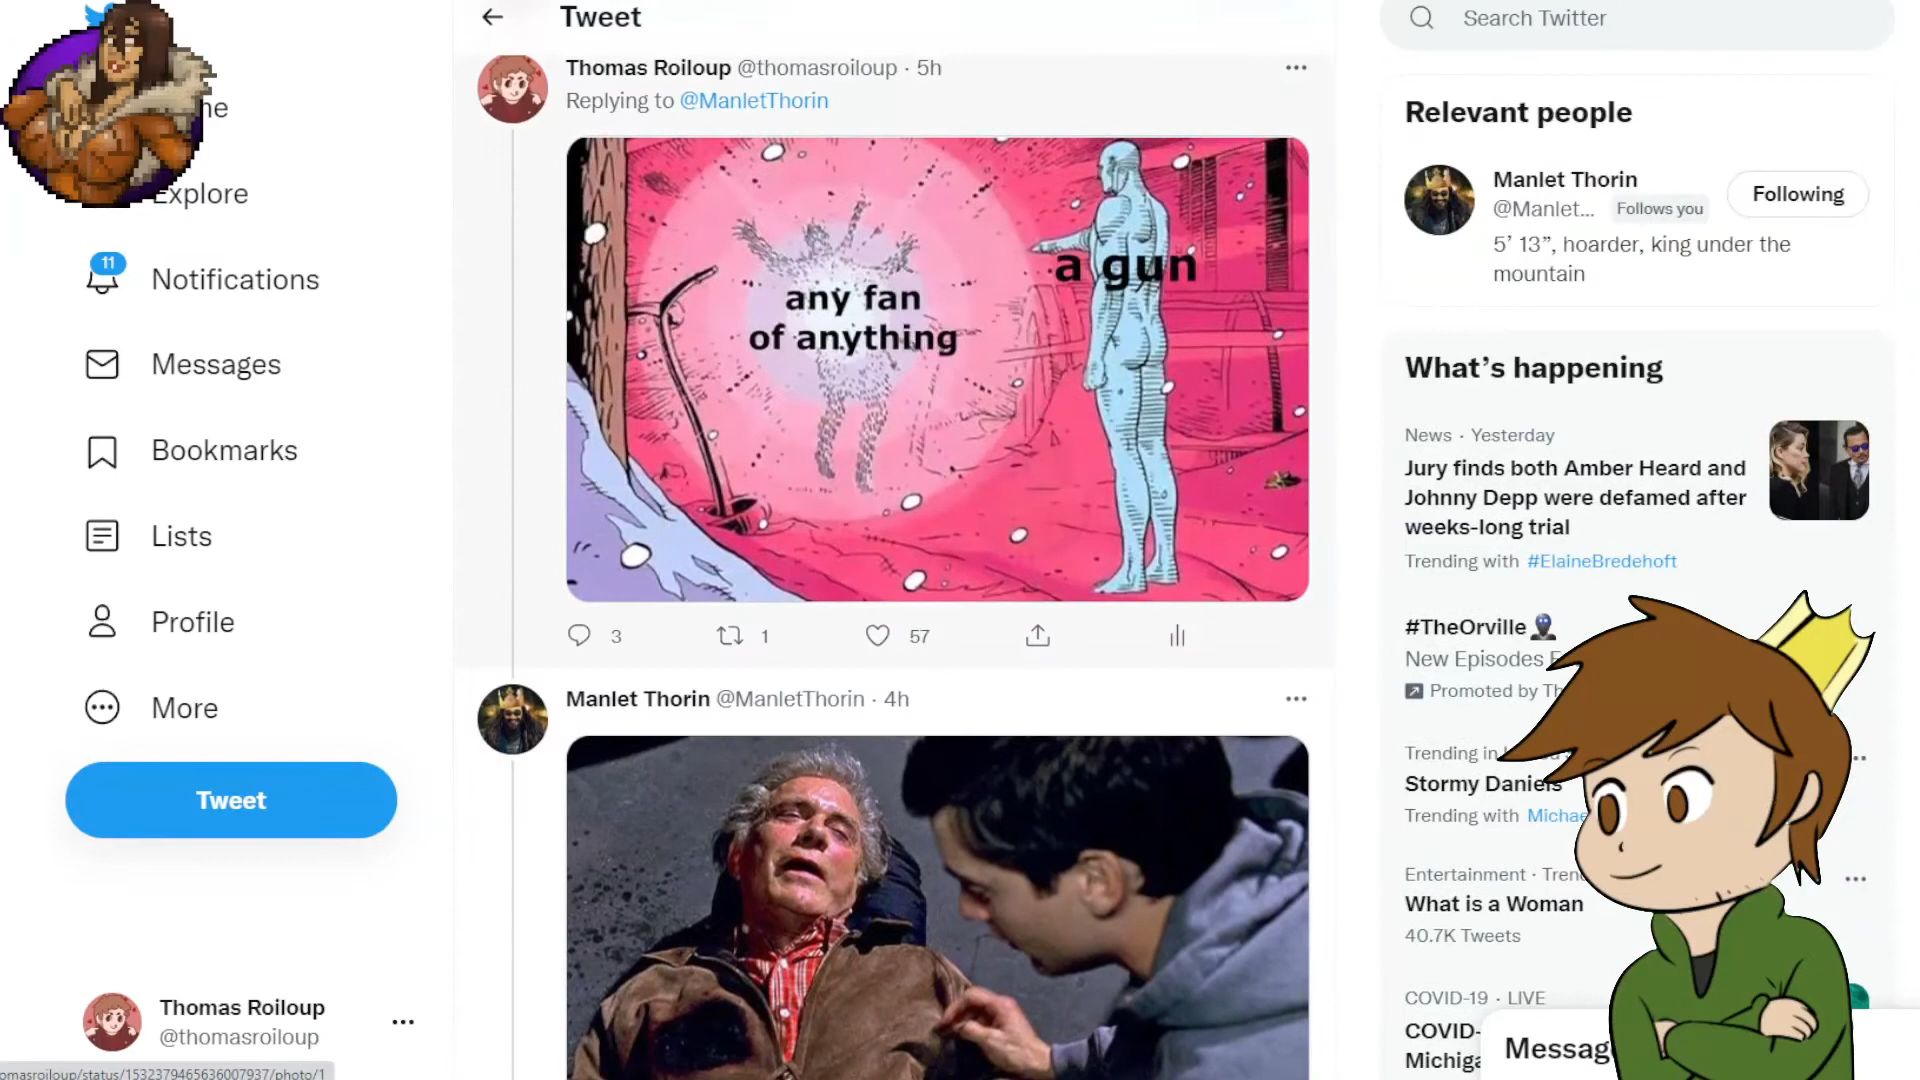 Explore
11
Notifications
Messages
Bookmarks
Lists
Profile
More
Tweet
Thomas Roiloup
@thomasroiloup
omasroiloup/status/1532379465636007937/photo/1
Tweet
Thomas Roiloup @thomasroiloup · 5h
Replying to @ManletThorin
any fan
of anything
a gun
3
1
57
Manlet Thorin @ManletThorin · 4h
Search Twitter
Relevant people
Manlet Thorin
@Manlet... Follows you
Following
5’ 13”, hoarder, king under the
mountain
What’s happening
News · Yesterday
Jury finds both Amber Heard and
Johnny Depp were defamed after
weeks-long trial
Trending with #ElaineBredehoft
#TheOrville
New Episodes
Promoted by
Trending in
Stormy Daniels
Trending with Michae
Entertainment · Tren
What is a Woman
40.7K Tweets
COVID-19 · LIVE
COVID-
Michiga
Messag